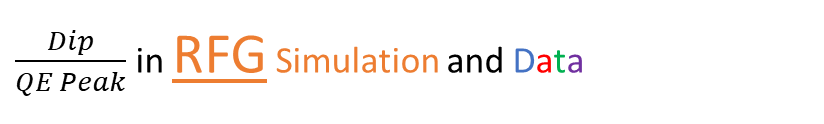 Dip
QE Peak in RFG Simulation and Data